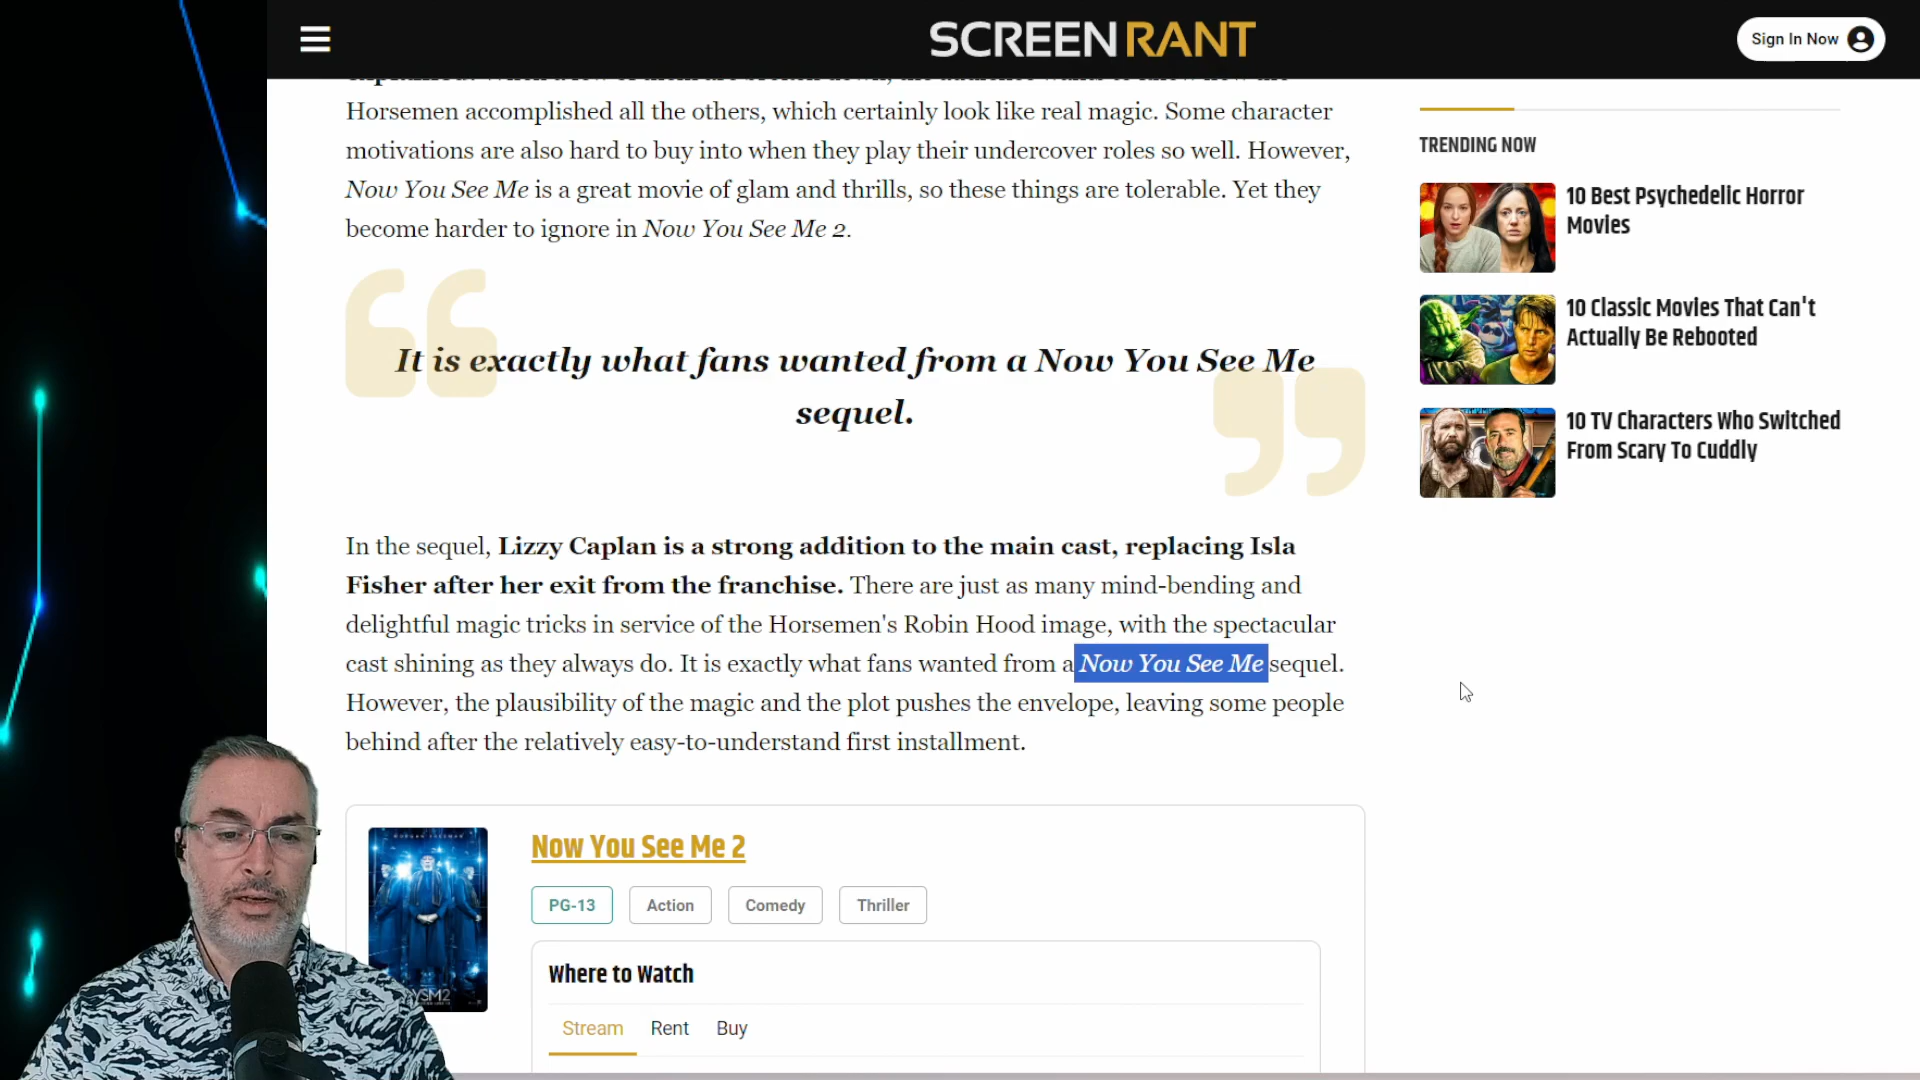 SCREENRANT
Sign In Now
Horsemen accomplished all the others, which certainly look like real magic. Some character
motivations are also hard to buy into when they play their undercover roles so well. However,
Now You See Me is a great movie of glam and thrills, so these things are tolerable. Yet they
become harder to ignore in Now You See Me 2.
It is exactly what fans wanted from a Now You See Me
sequel.
In the sequel, Lizzy Caplan is a strong addition to the main cast, replacing Isla
Fisher after her exit from the franchise. There are just as many mind-bending and
delightful magic tricks in service of the Horsemen's Robin Hood image, with the spectacular
cast shining as they always do. It is exactly what fans wanted from a Now You See Me sequel.
However, the plausibility of the magic and the plot pushes the envelope, leaving some people
behind after the relatively easy-to-understand first installment.
Now You See Me 2
PG-13
Action
Comedy
Thriller
Where to Watch
Stream
Rent
Buy
TRENDING NOW
10 Best Psychedelic Horror
Movies
10 Classic Movies That Can't
Actually Be Rebooted
10 TV Characters Who Switched
From Scary To Cuddly